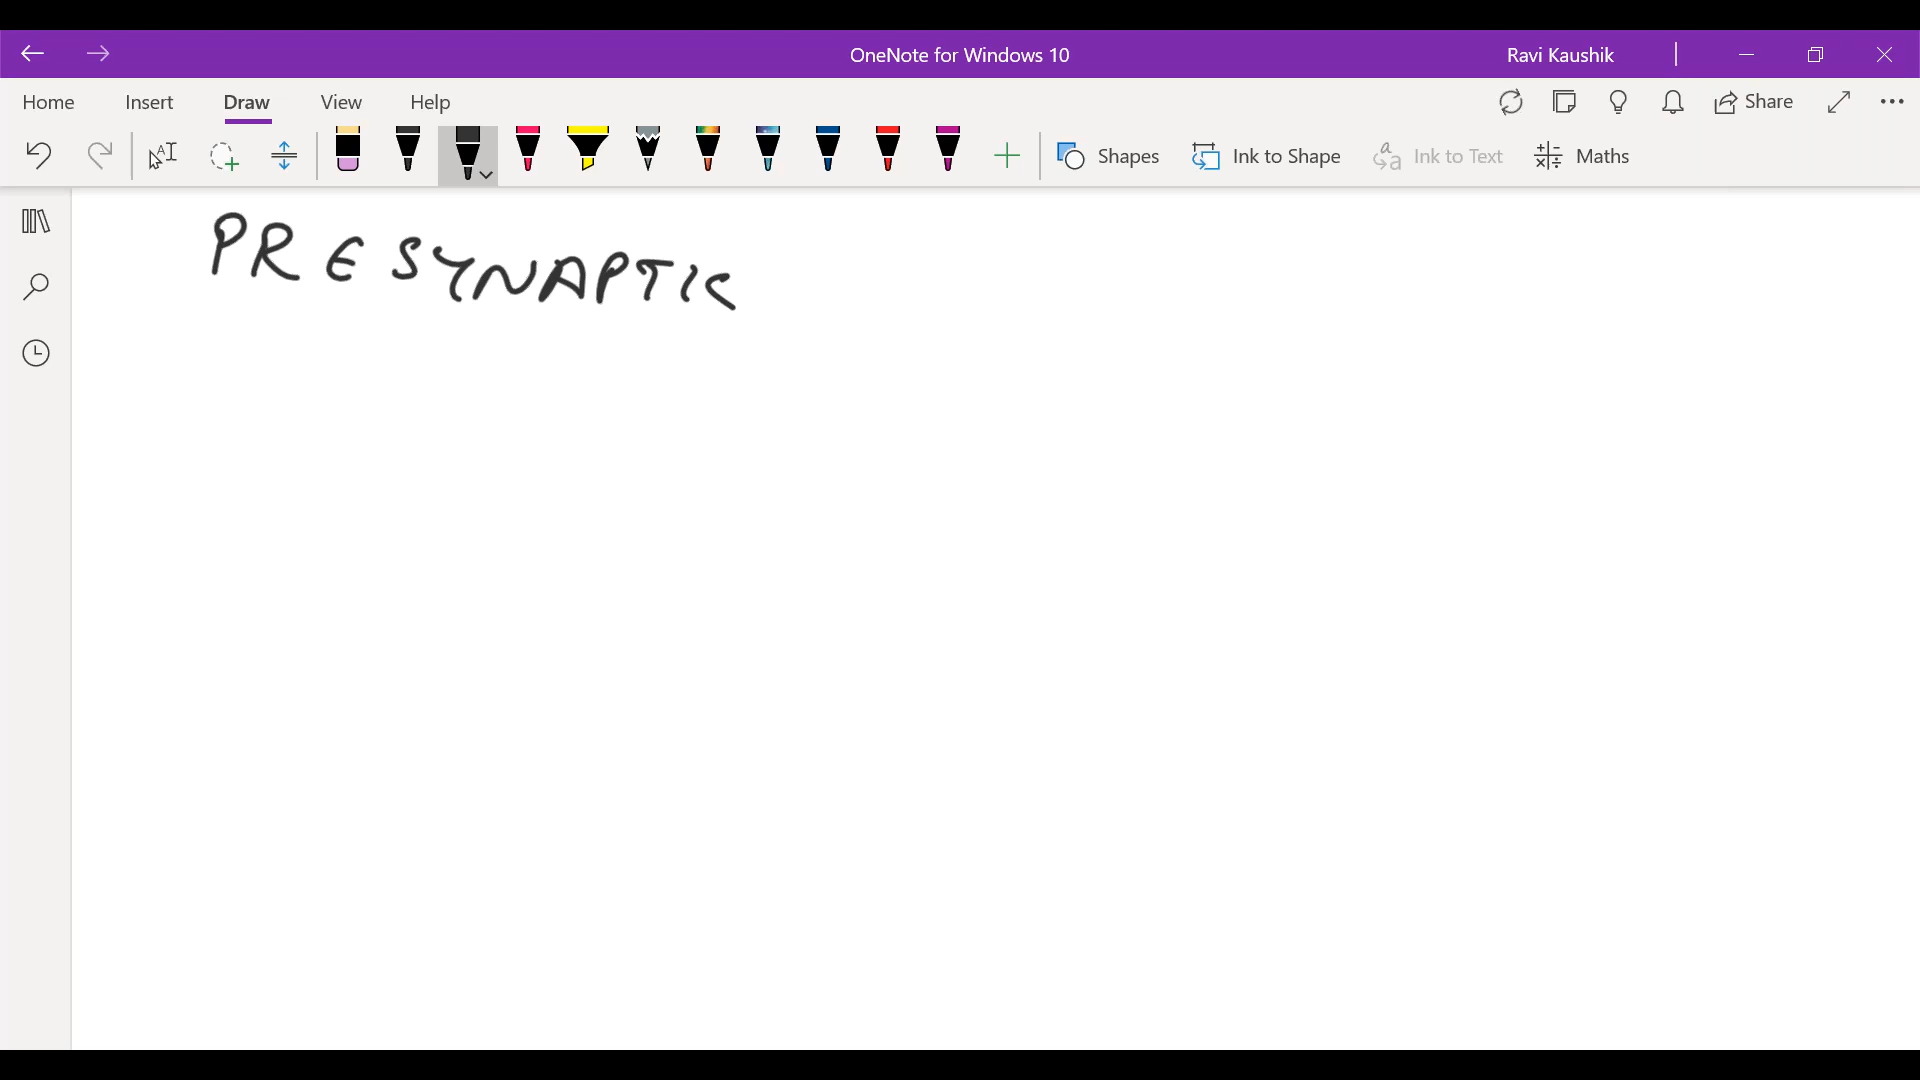 OneNote for Windows 10
Ravi Kaushik
Home Insert Draw View Help
Share
Shapes Ink to Shape Ink to Text Maths
PRESYNAPTIC